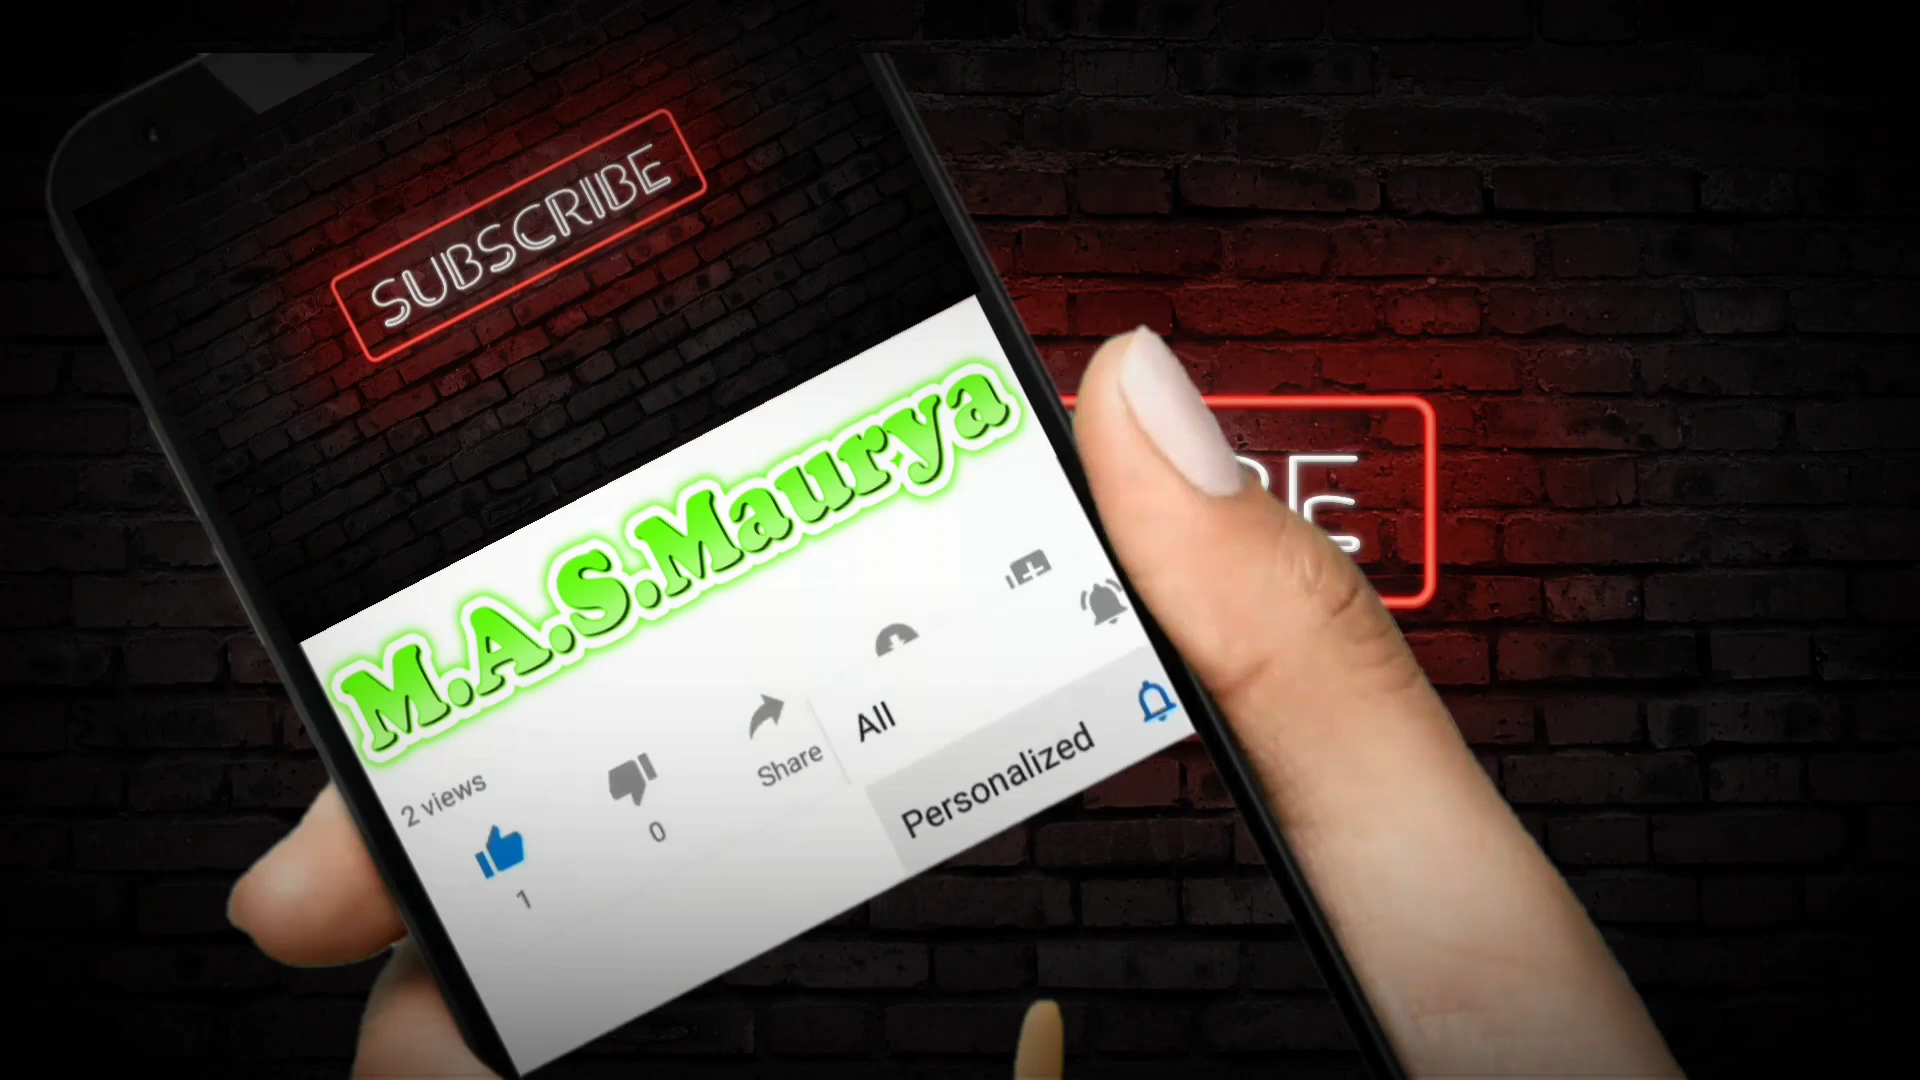 SUBSCRIBE
M.A.S.Maurya
2 views
1
0
Share
All
Personalized